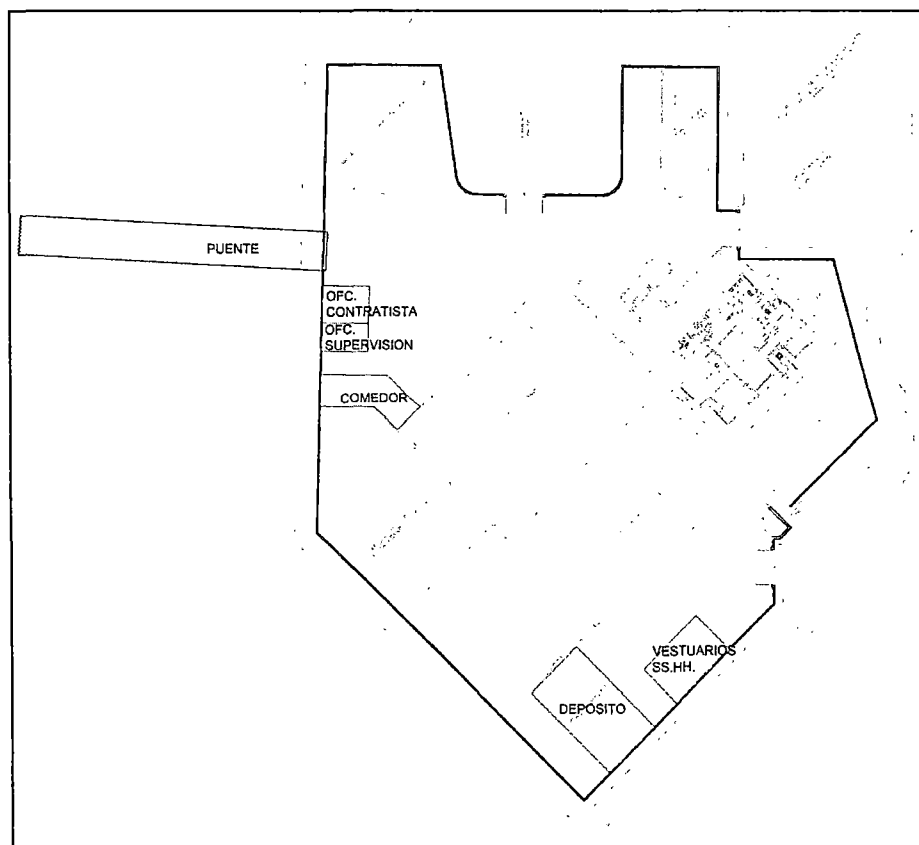 PUENTE
OFC.
CONTRATISTA
OFC.
SUPERVISION
COMEDOR
VESTUARIOS
SS.HH.
DEPOSITO